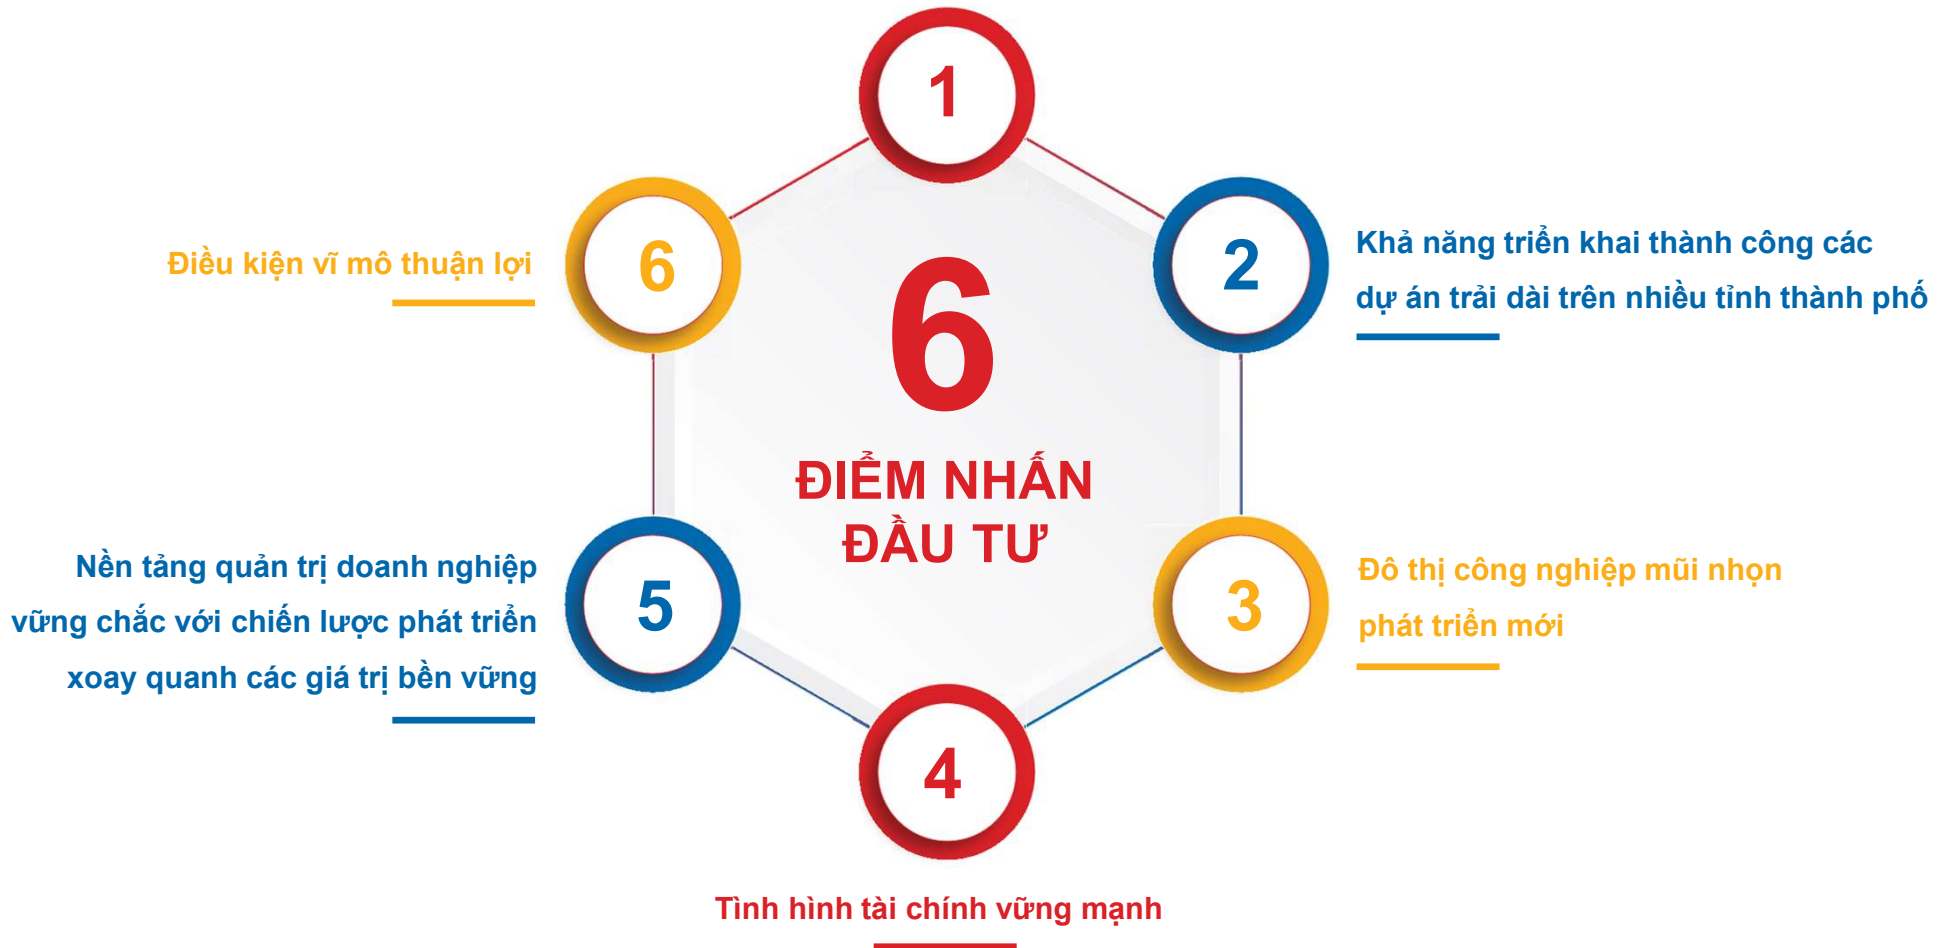 1
2
Khả năng triển khai thành công các
dự án trải dài trên nhiều tỉnh thành phố
3
Đô thị công nghiệp mũi nhọn
phát triển mới
4
Tình hình tài chính vững mạnh
5
Nền tảng quản trị doanh nghiệp
vững chắc với chiến lược phát triển
xoay quanh các giá trị bền vững
6
Điều kiện vĩ mô thuận lợi
6
ĐIỂM NHẤN
ĐẦU TƯ